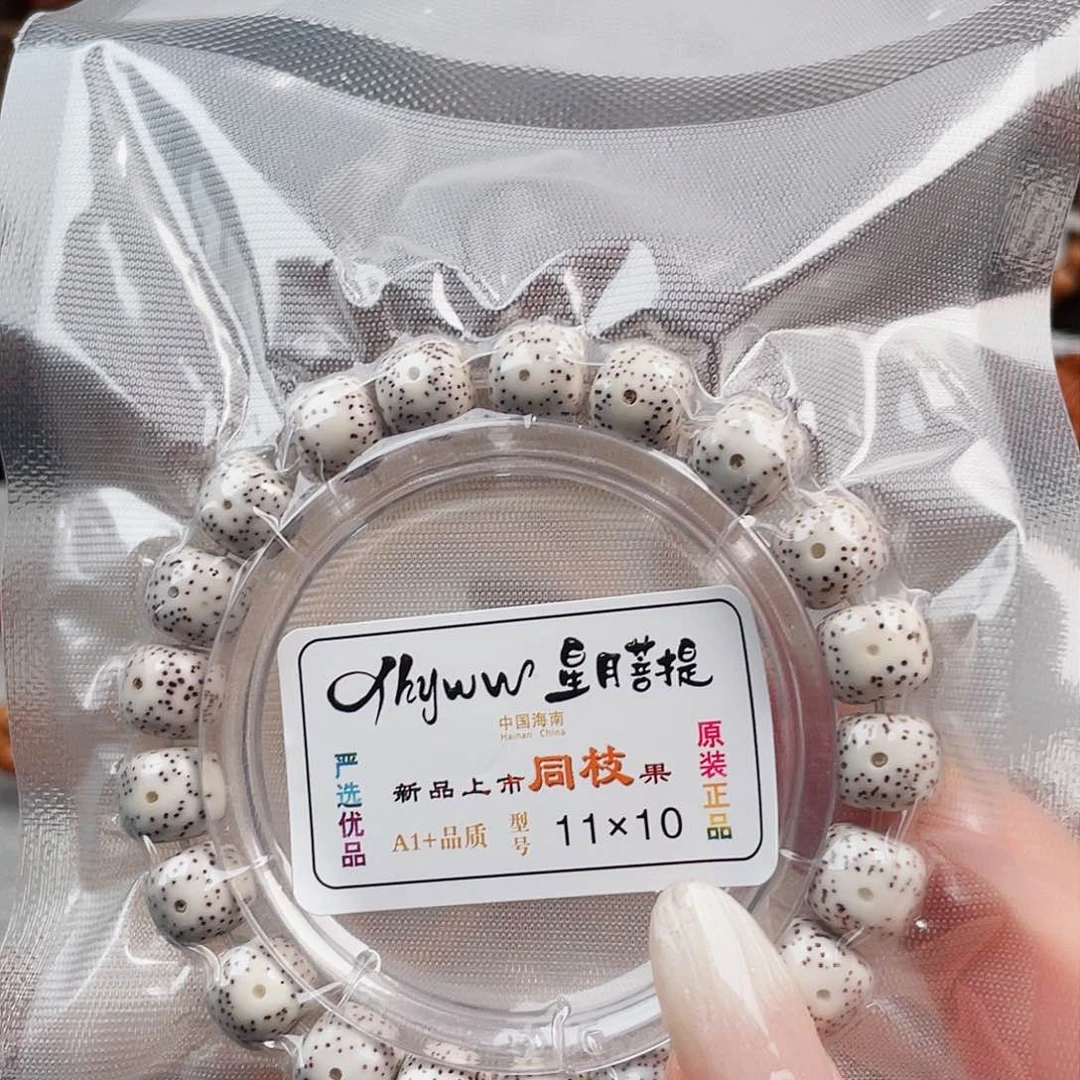 Ahyww 星月菩提
中国海南
Hainan China
严选优品
新品上市同枝果
A1+品质 型号 11×10
原装正品